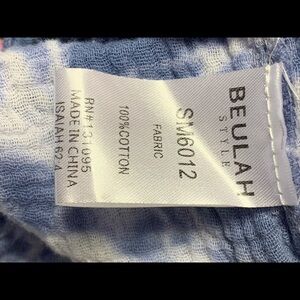 BEULAH
STYLE
SM6012
FABRIC
100%COTTON
RN#131095
MADE IN CHINA
ISAIAH 62:4